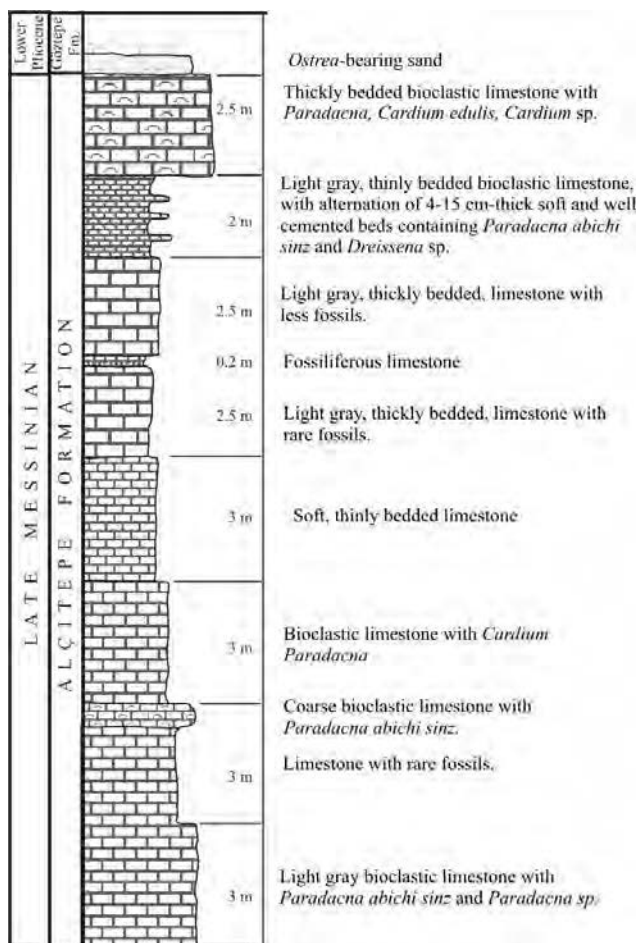 Lower
Pliocene
Göztepe
Fm.
LATE MESSINIAN
ALÇITEPE FORMATION
Ostrea-bearing sand
2.5 m
Thickly bedded bioclastic limestone with
Paradacna, Cardium edulis, Cardium sp.
2 m
Light gray, thinly bedded bioclastic limestone,
with alternation of 4-15 cm-thick soft and well
cemented beds containing Paradacna abichi
sinz and Dreissena sp.
2.5 m
Light gray, thickly bedded, limestone with
less fossils.
0.2 m
Fossiliferous limestone
2.5 m
Light gray, thickly bedded, limestone with
rare fossils.
3 m
Soft, thinly bedded limestone
3 m
Bioclastic limestone with Cardium
Paradacna
Coarse bioclastic limestone with
Paradacna abichi sinz.
3 m
Limestone with rare fossils.
3 m
Light gray bioclastic limestone with
Paradacna abichi sinz and Paradacna sp.